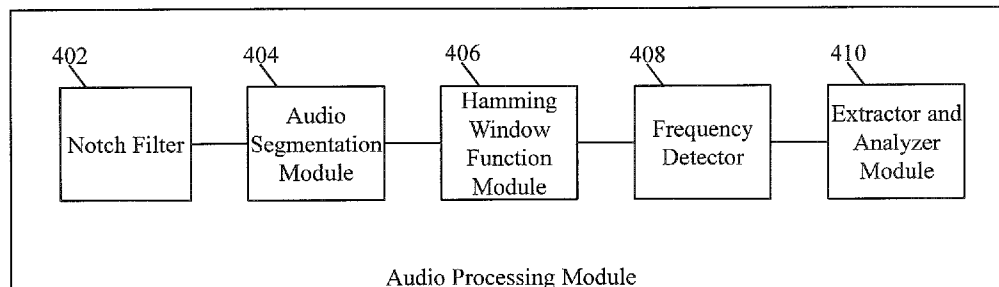 402
404
406
408
410
Notch Filter
Audio
Segmentation
Module
Hamming
Window
Function
Module
Frequency
Detector
Extractor and
Analyzer
Module
Audio Processing Module